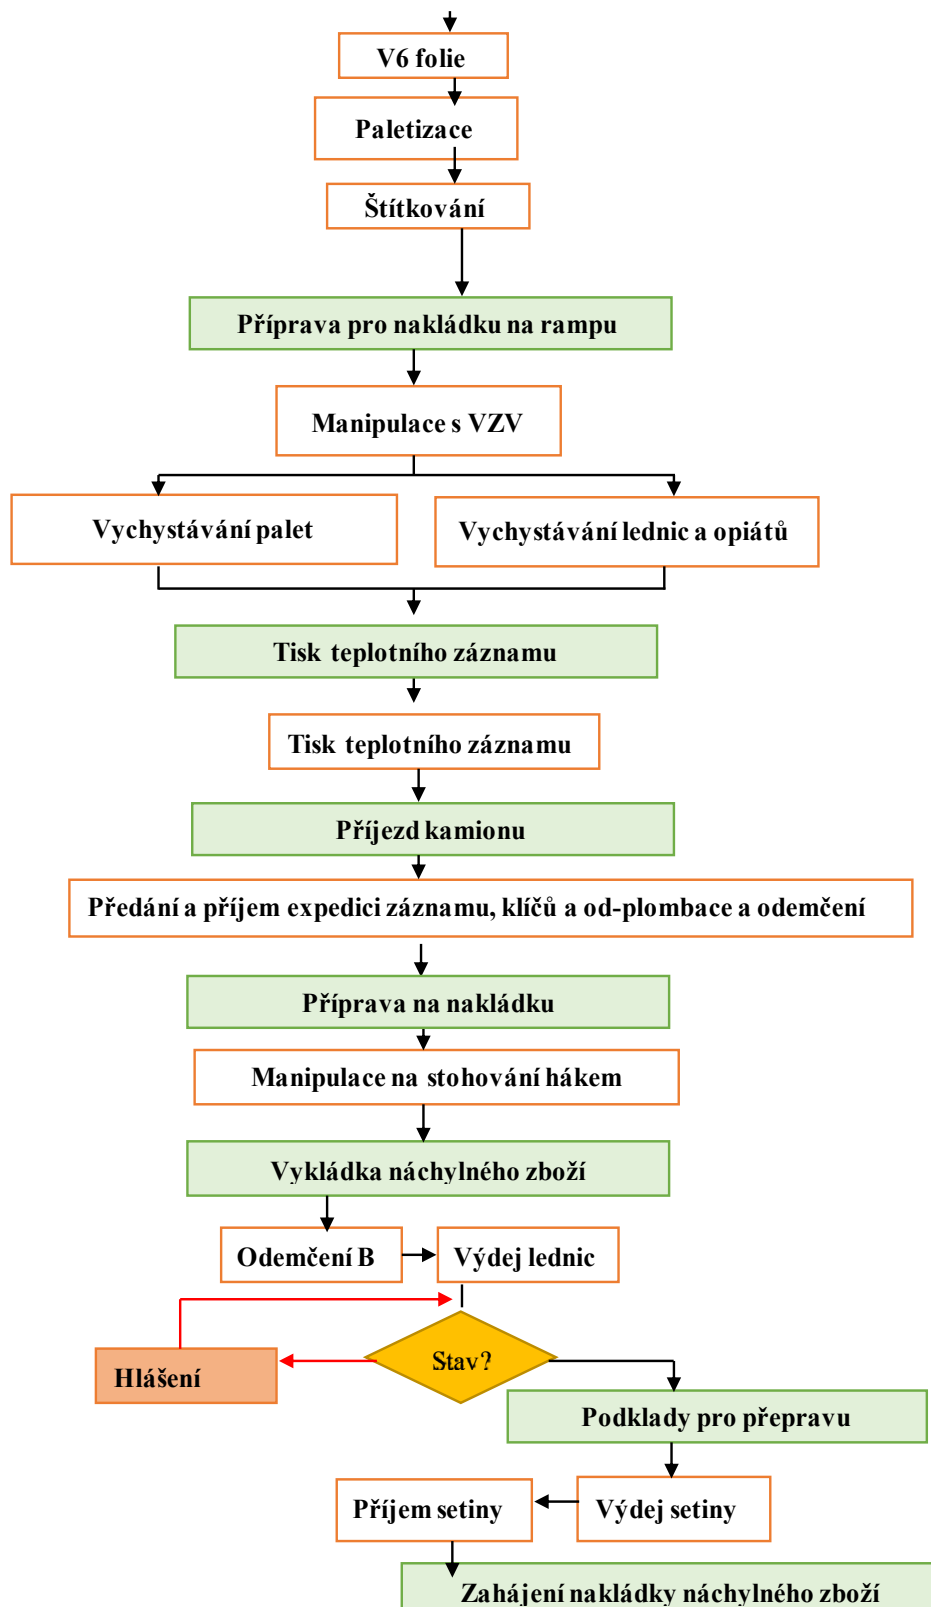 V6 folie
Paletizace
Štítkování
Příprava pro nakládku na rampu
Manipulace s VZV
Vychystávání palet
Vychystávání lednic a opiátů
Tisk teplotního záznamu
Tisk teplotního záznamu
Příjezd kamionu
Předání a příjem expedici záznamu, klíčů a od-plombace a odemčení
Příprava na nakládku
Manipulace na stohování hákem
Vykládka náchylného zboží
Odemčení B
Výdej lednic
Stav?
Hlášení
Podklady pro přepravu
Příjem setiny
Výdej setiny
Zahájení nakládky náchylného zboží